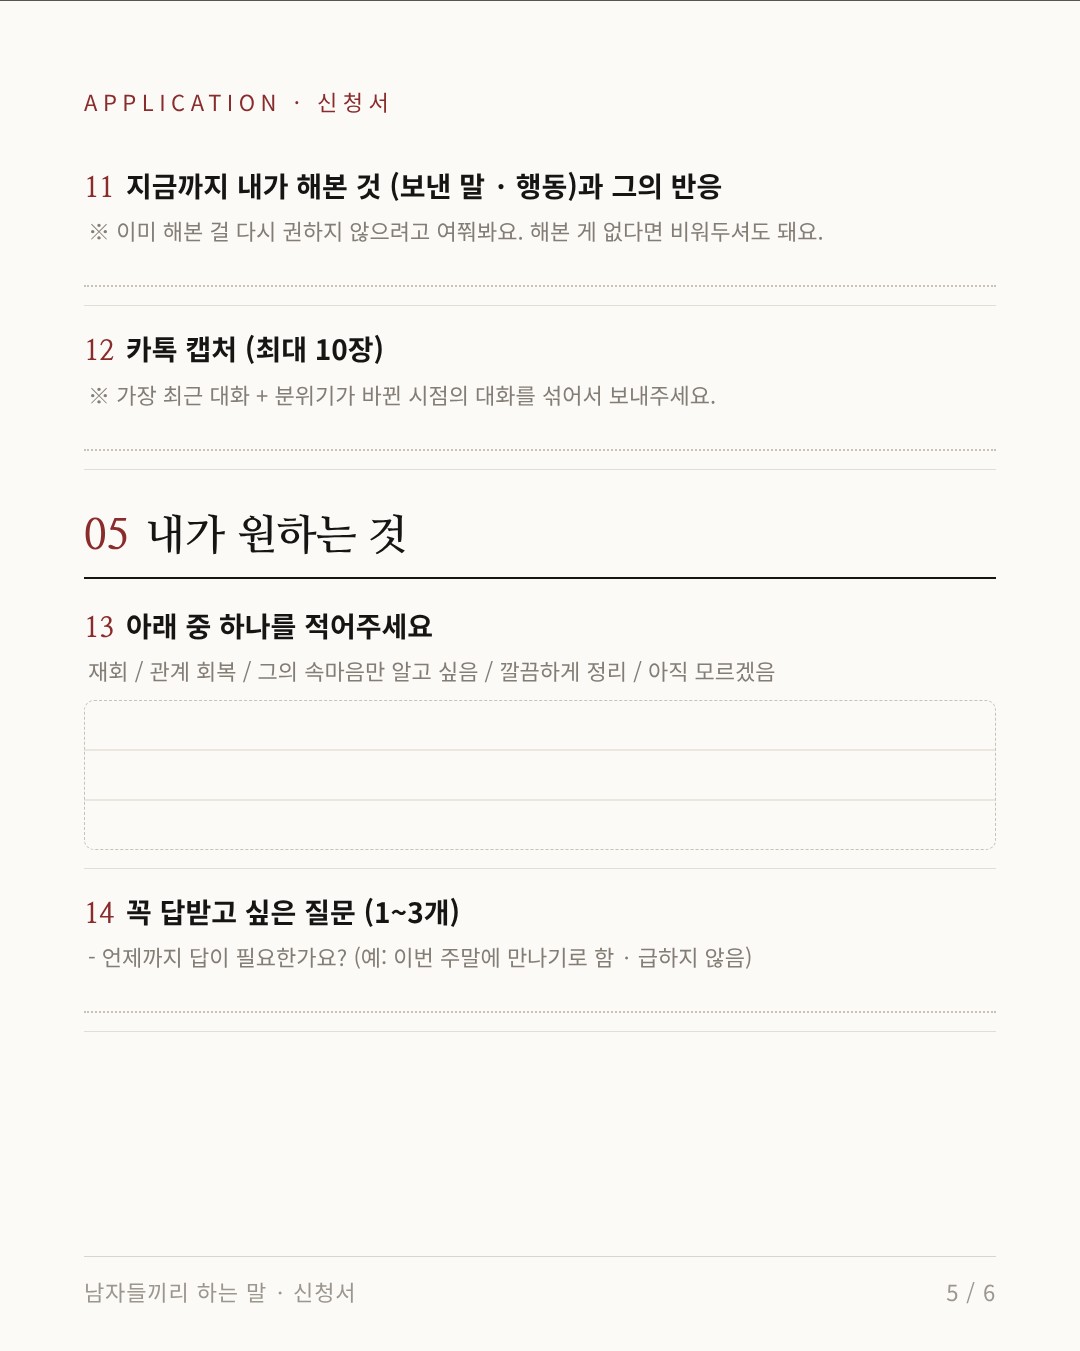 APPLICATION · 신청서
11 지금까지 내가 해본 것 (보낸 말 · 행동)과 그의 반응
※ 이미 해본 걸 다시 권하지 않으려고 여쭤봐요. 해본 게 없다면 비워두셔도 돼요.
12 카톡 캡처 (최대 10장)
※ 가장 최근 대화 + 분위기가 바뀐 시점의 대화를 섞어서 보내주세요.
05 내가 원하는 것
13 아래 중 하나를 적어주세요
재회 / 관계 회복 / 그의 속마음만 알고 싶음 / 깔끔하게 정리 / 아직 모르겠음
14 꼭 답받고 싶은 질문 (1~3개)
- 언제까지 답이 필요한가요? (예: 이번 주말에 만나기로 함 · 급하지 않음)
남자들끼리 하는 말 · 신청서
5 / 6